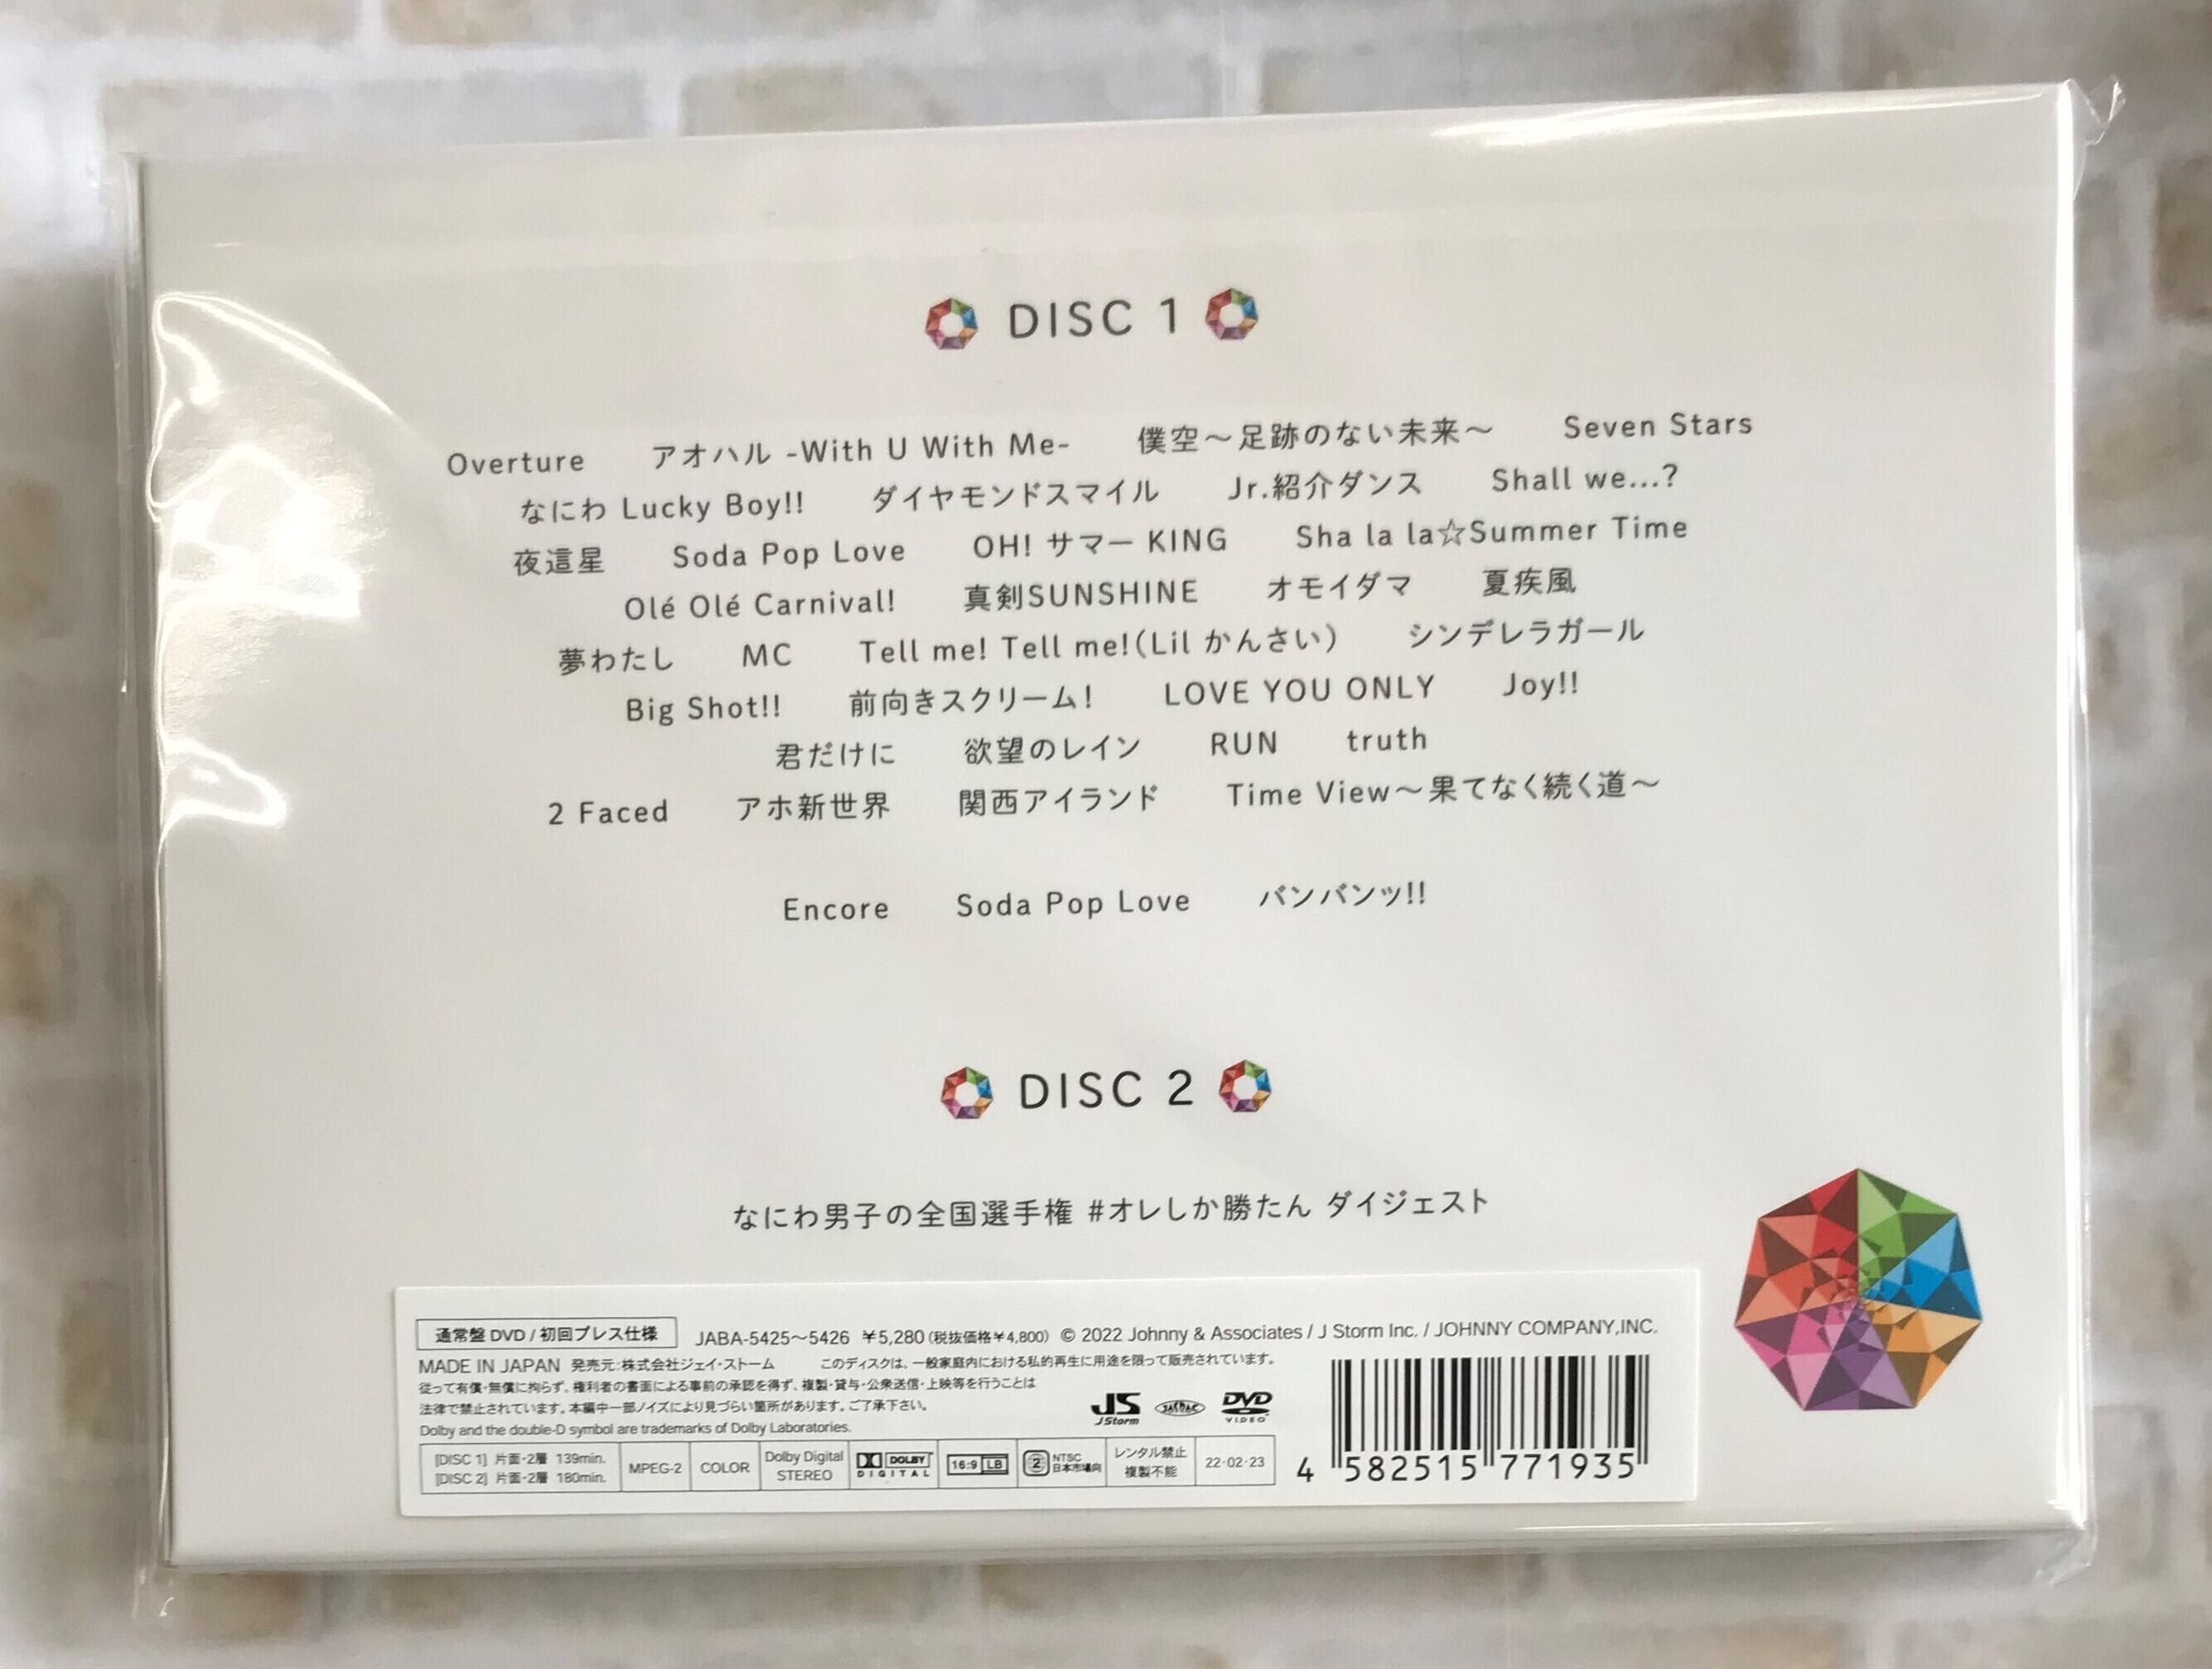 DISC 1
Overture アオハル -With U With Me- 僕空〜足跡のない未来〜 Seven Stars
なにわ Lucky Boy!! ダイヤモンドスマイル Jr.紹介ダンス Shall we...?
夜這星 Soda Pop Love OH! サマー KING Sha la la☆Summer Time
Olé Olé Carnival! 真剣SUNSHINE オモイダマ 夏疾風
夢わたし MC Tell me! Tell me!(Lil かんさい) シンデレラガール
Big Shot!! 前向きスクリーム! LOVE YOU ONLY Joy!!
君だけに 欲望のレイン RUN truth
2 Faced アホ新世界 関西アイランド Time View〜果てなく続く道〜
Encore Soda Pop Love バンバンッ!!
DISC 2
なにわ男子の全国選手権 #オレしか勝たん ダイジェスト
通常盤 DVD / 初回プレス仕様 JABA-5425〜5426 ¥5,280 (税抜価格¥4,800) © 2022 Johnny & Associates / J Storm Inc. / JOHNNY COMPANY,INC.
MADE IN JAPAN 発売元:株式会社ジェイ・ストーム このディスクは、一般家庭内における私的再生に用途を限って販売されています。
従って有償・無償に拘らず、権利者の書面による事前の承認を得ず、複製・貸与・公衆送信・上映等を行うことは
法律で禁止されています。本編中一部ノイズにより見づらい箇所があります。ご了承下さい。
Dolby and the double-D symbol are trademarks of Dolby Laboratories.
JS J Storm JASRAC DVD VIDEO
[DISC 1] 片面・2層 139min.
[DISC 2] 片面・2層 180min.
MPEG-2
COLOR
Dolby Digital
STEREO
DOLBY
DIGITAL
16:9 LB
2 NTSC
日本市場向
レンタル禁止
複製不能
22・02・23
4 582515 771935